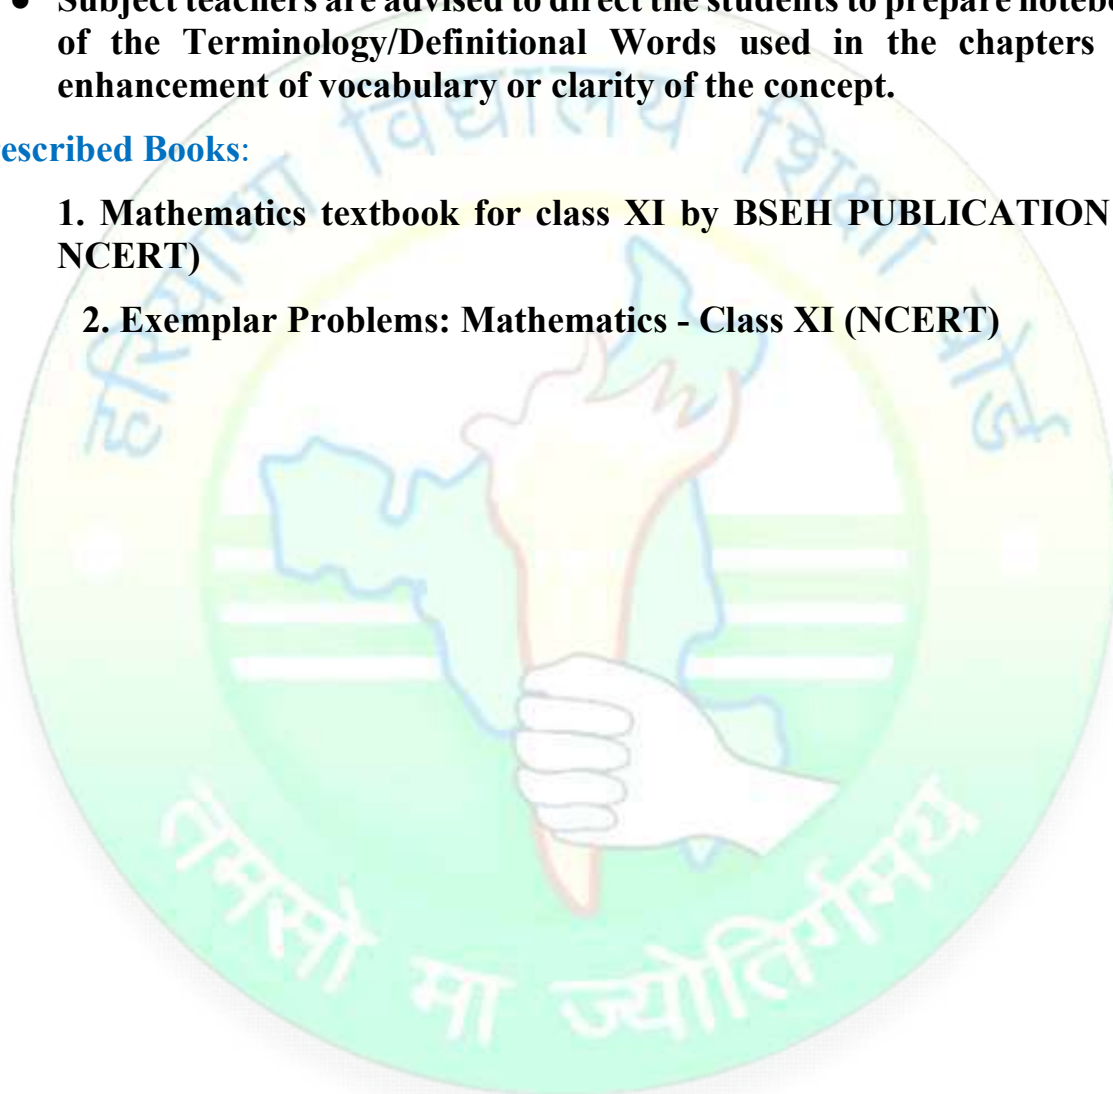 ● Subject teachers are advised to direct the students to prepare notebo
of the Terminology/Definitional Words used in the chapters
enhancement of vocabulary or clarity of the concept.
escribed Books:
1. Mathematics textbook for class XI by BSEH PUBLICATION
NCERT)
2. Exemplar Problems: Mathematics - Class XI (NCERT)
हरियाणा विद्यालय शिक्षा बोर्ड
तमसो मा ज्योतिर्गमय